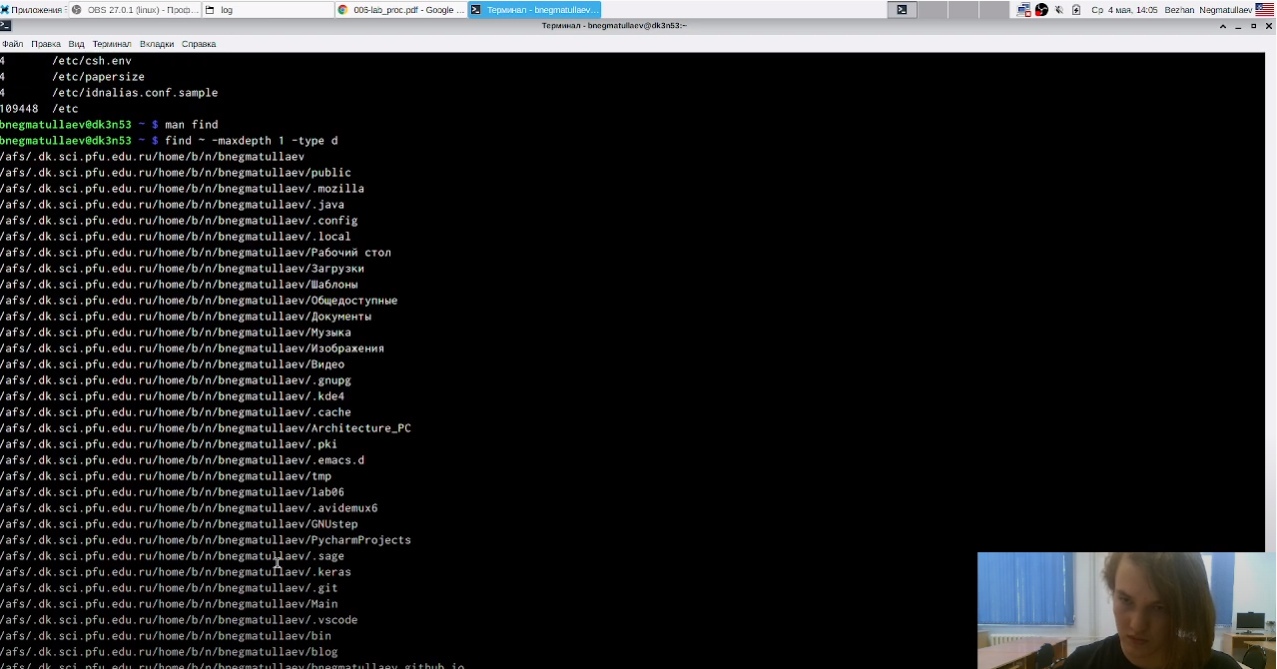 Приложения OBS 27.0.1 (linux) - Проф... log 005-lab_proc.pdf - Google ... Терминал - bnegmatullaev... Ср 4 мая, 14:05 Bezhan Negmatullaev
Терминал - bnegmatullaev@dk3n53:~
Файл Правка Вид Терминал Вкладки Справка
4 /etc/csh.env
4 /etc/papersize
4 /etc/idnalias.conf.sample
109448 /etc
bnegmatullaev@dk3n53 ~ $ man find
bnegmatullaev@dk3n53 ~ $ find ~ -maxdepth 1 -type d
/afs/.dk.sci.pfu.edu.ru/home/b/n/bnegmatullaev
/afs/.dk.sci.pfu.edu.ru/home/b/n/bnegmatullaev/public
/afs/.dk.sci.pfu.edu.ru/home/b/n/bnegmatullaev/.mozilla
/afs/.dk.sci.pfu.edu.ru/home/b/n/bnegmatullaev/.java
/afs/.dk.sci.pfu.edu.ru/home/b/n/bnegmatullaev/.config
/afs/.dk.sci.pfu.edu.ru/home/b/n/bnegmatullaev/.local
/afs/.dk.sci.pfu.edu.ru/home/b/n/bnegmatullaev/Рабочий стол
/afs/.dk.sci.pfu.edu.ru/home/b/n/bnegmatullaev/Загрузки
/afs/.dk.sci.pfu.edu.ru/home/b/n/bnegmatullaev/Шаблоны
/afs/.dk.sci.pfu.edu.ru/home/b/n/bnegmatullaev/Общедоступные
/afs/.dk.sci.pfu.edu.ru/home/b/n/bnegmatullaev/Документы
/afs/.dk.sci.pfu.edu.ru/home/b/n/bnegmatullaev/Музыка
/afs/.dk.sci.pfu.edu.ru/home/b/n/bnegmatullaev/Изображения
/afs/.dk.sci.pfu.edu.ru/home/b/n/bnegmatullaev/Видео
/afs/.dk.sci.pfu.edu.ru/home/b/n/bnegmatullaev/.gnupg
/afs/.dk.sci.pfu.edu.ru/home/b/n/bnegmatullaev/.kde4
/afs/.dk.sci.pfu.edu.ru/home/b/n/bnegmatullaev/.cache
/afs/.dk.sci.pfu.edu.ru/home/b/n/bnegmatullaev/Architecture_PC
/afs/.dk.sci.pfu.edu.ru/home/b/n/bnegmatullaev/.pki
/afs/.dk.sci.pfu.edu.ru/home/b/n/bnegmatullaev/.emacs.d
/afs/.dk.sci.pfu.edu.ru/home/b/n/bnegmatullaev/tmp
/afs/.dk.sci.pfu.edu.ru/home/b/n/bnegmatullaev/lab06
/afs/.dk.sci.pfu.edu.ru/home/b/n/bnegmatullaev/.avidemux6
/afs/.dk.sci.pfu.edu.ru/home/b/n/bnegmatullaev/GNUstep
/afs/.dk.sci.pfu.edu.ru/home/b/n/bnegmatullaev/PycharmProjects
/afs/.dk.sci.pfu.edu.ru/home/b/n/bnegmatullaev/.sage
/afs/.dk.sci.pfu.edu.ru/home/b/n/bnegmatullaev/.keras
/afs/.dk.sci.pfu.edu.ru/home/b/n/bnegmatullaev/.git
/afs/.dk.sci.pfu.edu.ru/home/b/n/bnegmatullaev/Main
/afs/.dk.sci.pfu.edu.ru/home/b/n/bnegmatullaev/.vscode
/afs/.dk.sci.pfu.edu.ru/home/b/n/bnegmatullaev/bin
/afs/.dk.sci.pfu.edu.ru/home/b/n/bnegmatullaev/blog
/afs/.dk.sci.pfu.edu.ru/home/b/n/bnegmatullaev/bnegmatullaev.github.io